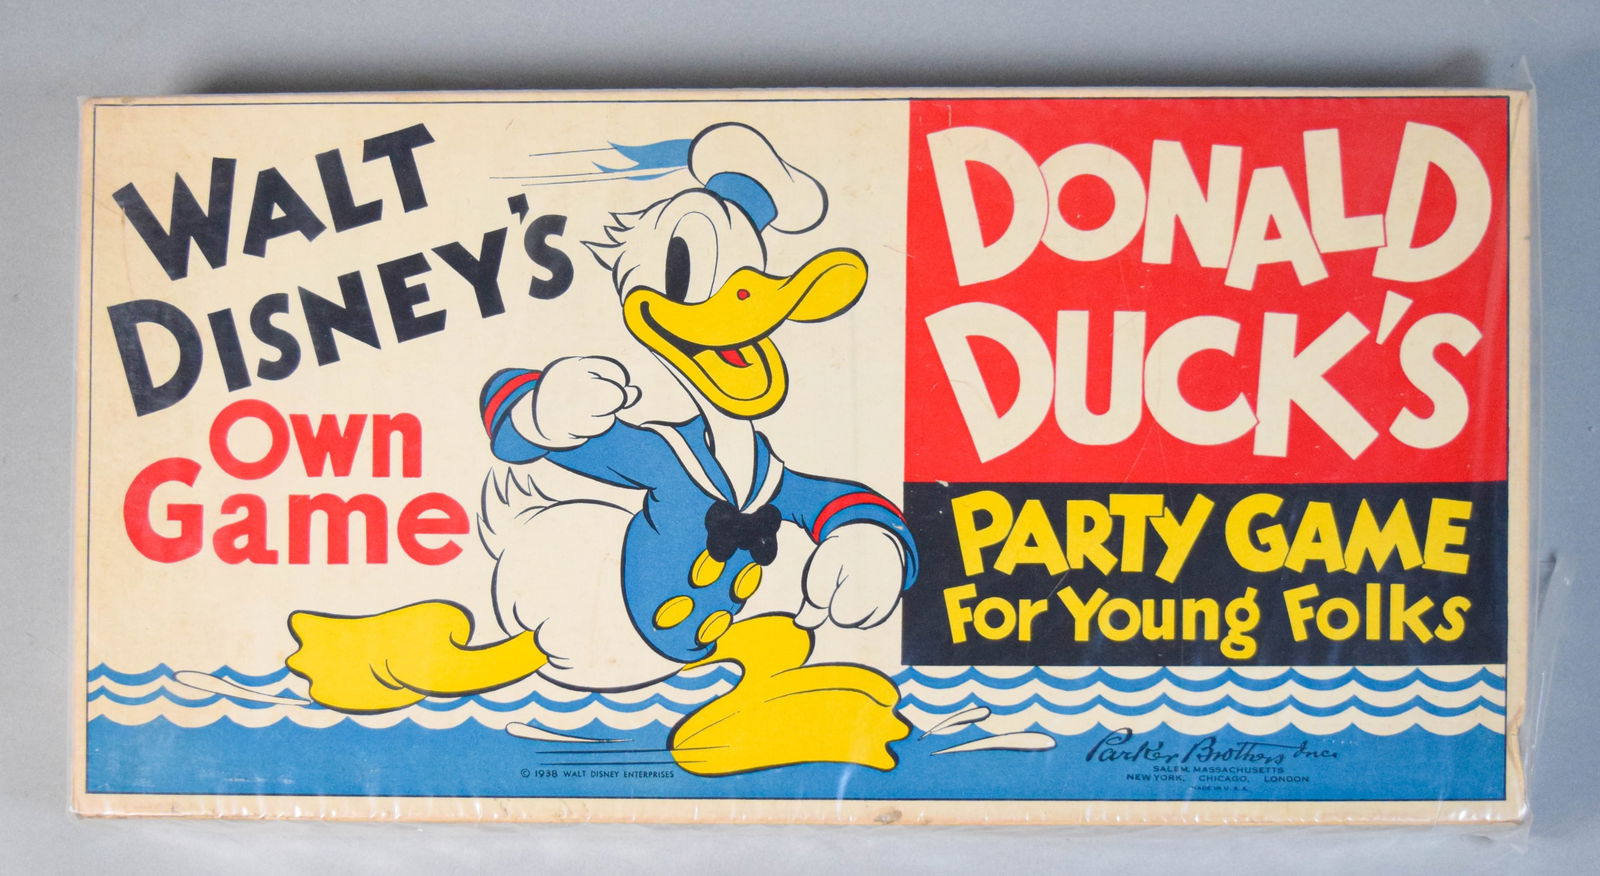 WALT
DISNEY'S
Own
Game
DONALD
DUCK'S
PARTY GAME
For Young Folks
© 1938 WALT DISNEY ENTERPRISES
Parker Brothers Inc.
SALEM, MASSACHUSETTS
NEW YORK, CHICAGO, LONDON
MADE IN U.S.A.